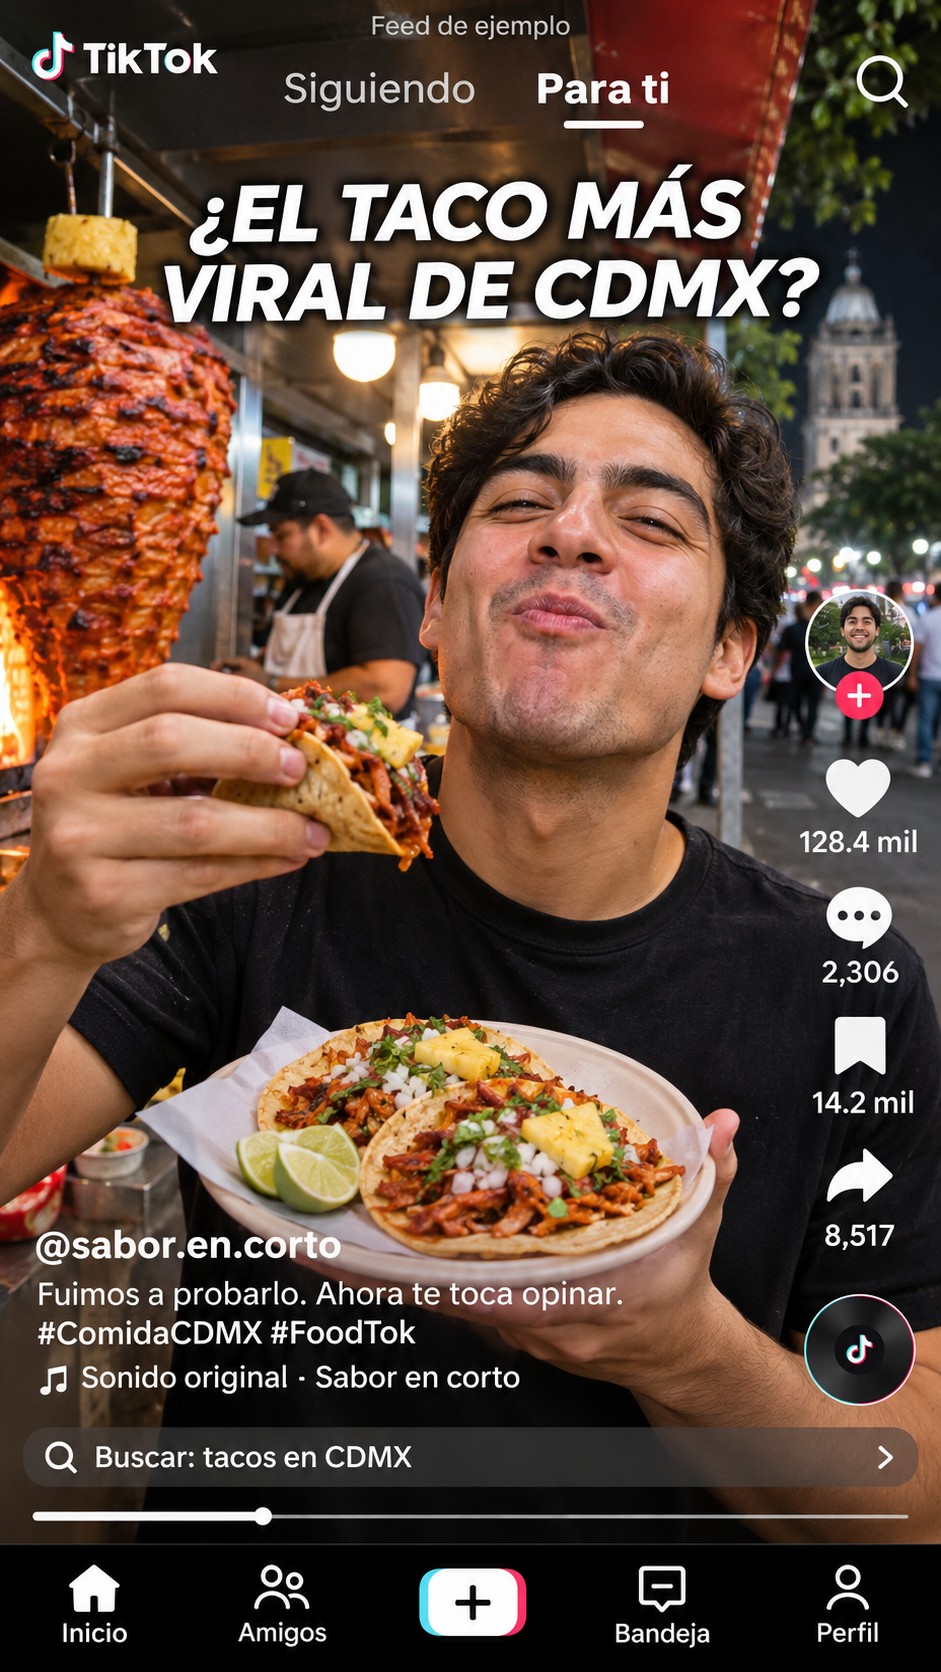 Feed de ejemplo
TikTok
Siguiendo
Para ti
¿EL TACO MÁS
VIRAL DE CDMX?
128.4 mil
2,306
14.2 mil
8,517
@sabor.en.corto
Fuimos a probarlo. Ahora te toca opinar.
#ComidaCDMX #FoodTok
Sonido original · Sabor en corto
Buscar: tacos en CDMX
Inicio
Amigos
Bandeja
Perfil